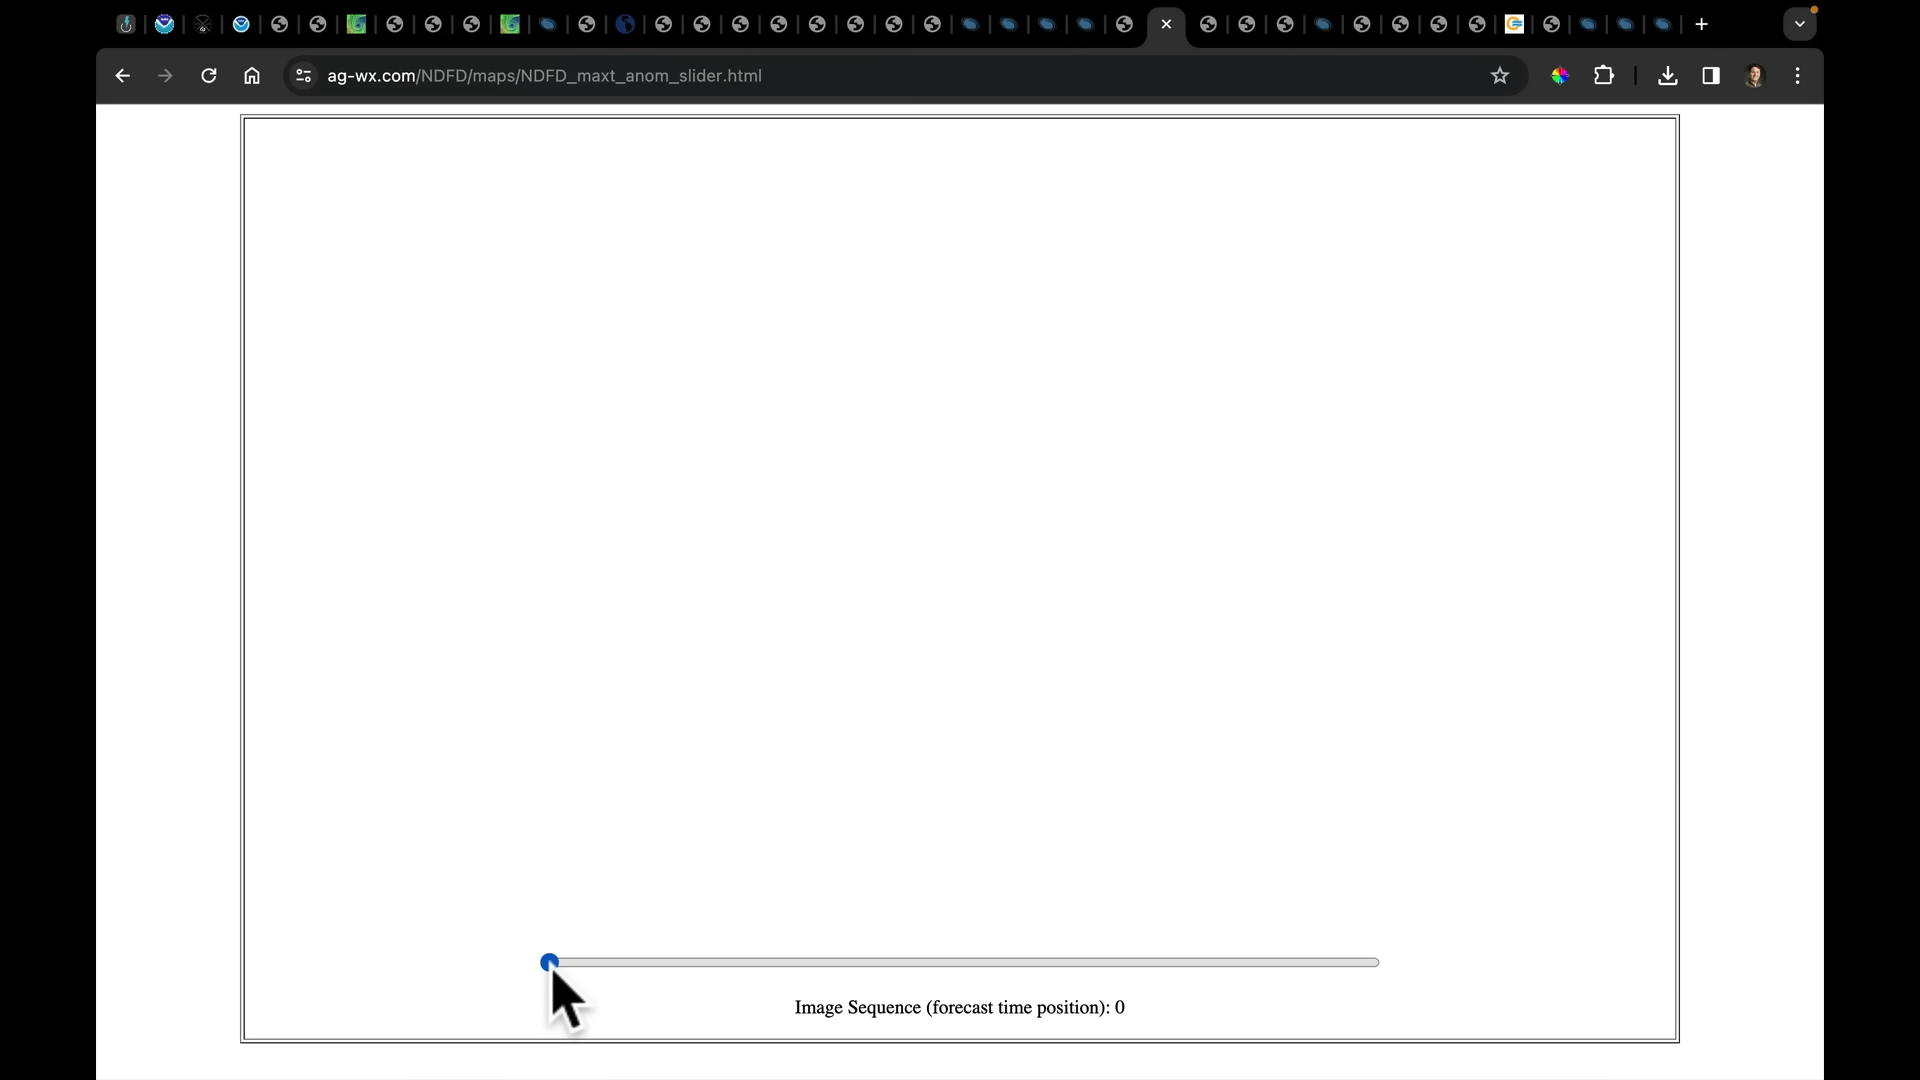 ag-wx.com/NDFD/maps/NDFD_maxt_anom_slider.html
Image Sequence (forecast time position): 0